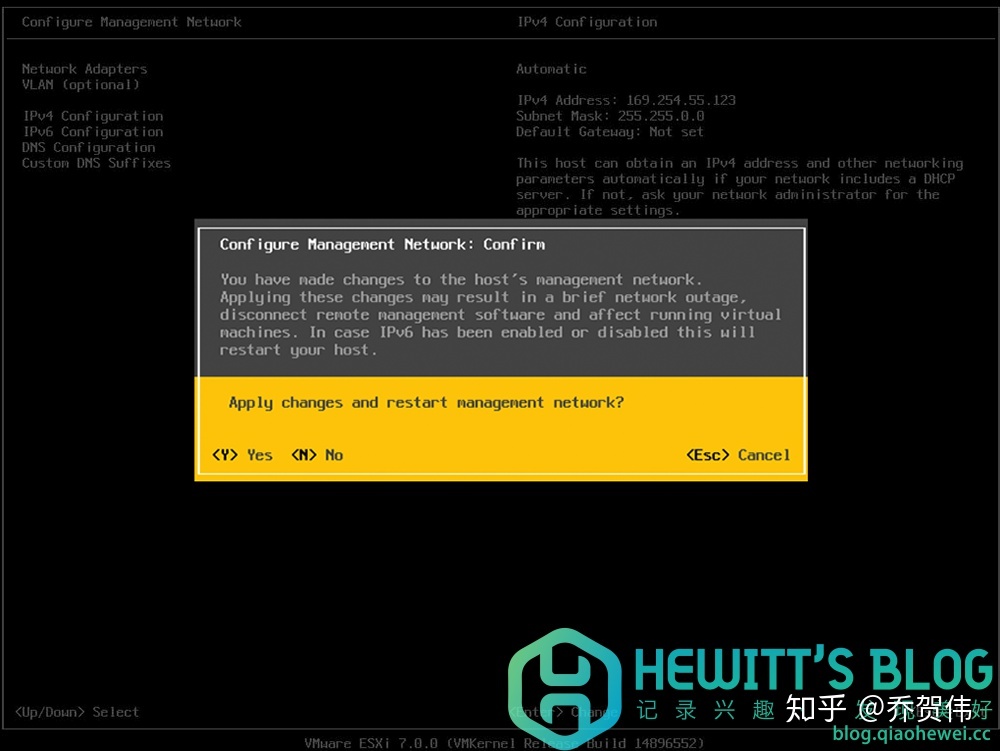 Configure Management Network
IPv4 Configuration
Network Adapters
VLAN (optional)
IPv4 Configuration
IPv6 Configuration
DNS Configuration
Custom DNS Suffixes
Automatic
IPv4 Address: 169.254.55.123
Subnet Mask: 255.255.0.0
Default Gateway: Not set
This host can obtain an IPv4 address and other networking
parameters automatically if your network includes a DHCP
server. If not, ask your network administrator for the
appropriate settings.
Configure Management Network: Confirm
You have made changes to the host's management network.
Applying these changes may result in a brief network outage,
disconnect remote management software and affect running virtual
machines. In case IPv6 has been enabled or disabled this will
restart your host.
Apply changes and restart management network?
<Y> Yes <N> No
<Esc> Cancel
HEWITT'S BLOG
记录兴趣
好
知乎 @乔贺伟
blog.qiaohewei.cc
<Up/Down> Select
Change
VMware ESXi 7.0.0 (VMKernel Release Build 14896552)